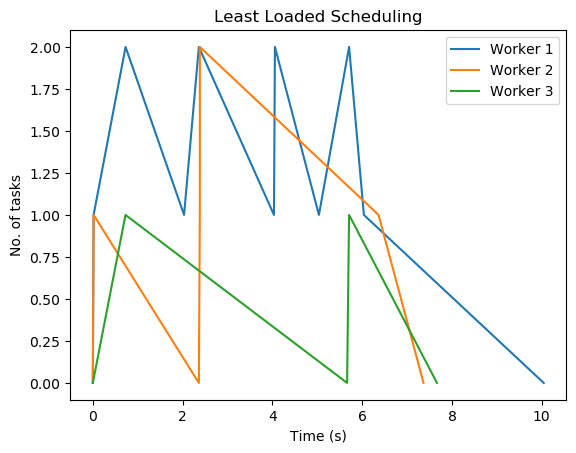 Least Loaded Scheduling
2.00
1.75
1.50
1.25
1.00
0.75
0.50
0.25
0.00
No. of tasks
Worker 1
Worker 2
Worker 3
0
2
4
6
8
10
Time (s)